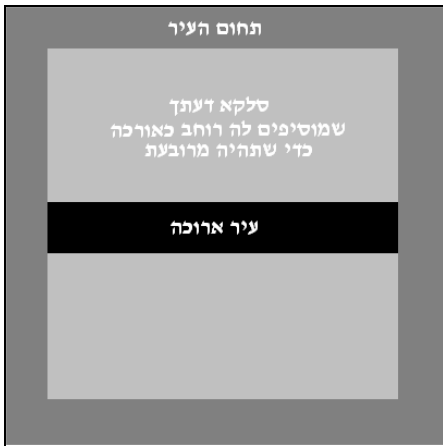 תחום העיר
סלקא דעתך
שמוסיפים לה רוחב כאורכה
כדי שתהיה מרובעת
עיר ארוכה